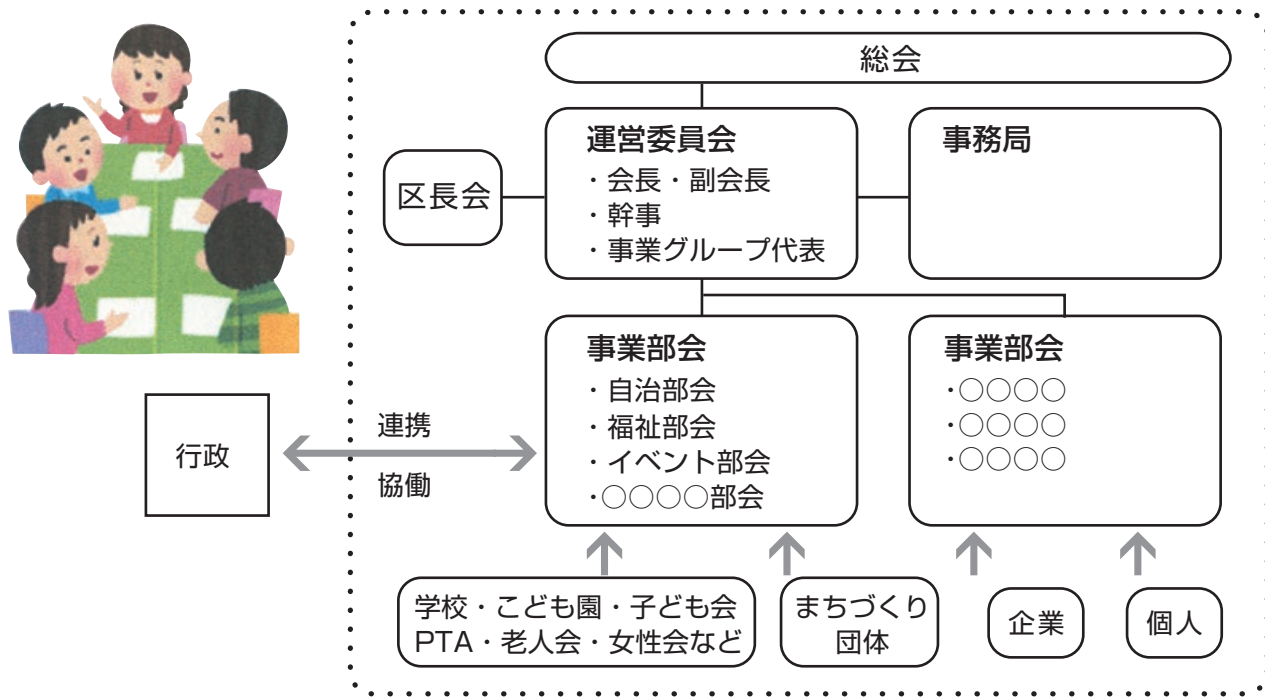 総会
運営委員会
・会長・副会長
・幹事
・事業グループ代表
事務局
区長会
事業部会
・自治部会
・福祉部会
・イベント部会
・○○○○部会
事業部会
・○○○○
・○○○○
・○○○○
行政
連携
協働
学校・こども園・子ども会
PTA・老人会・女性会など
まちづくり
団体
企業
個人